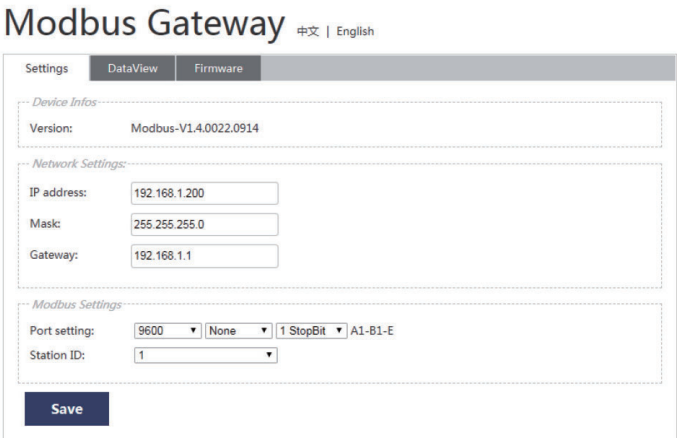 Modbus Gateway 中文 | English
Settings DataView Firmware
Device Infos
Version: Modbus-V1.4.0022.0914
Network Settings:
IP address: 192.168.1.200
Mask: 255.255.255.0
Gateway: 192.168.1.1
Modbus Settings
Port setting: 9600 None 1 StopBit A1-B1-E
Station ID: 1
Save